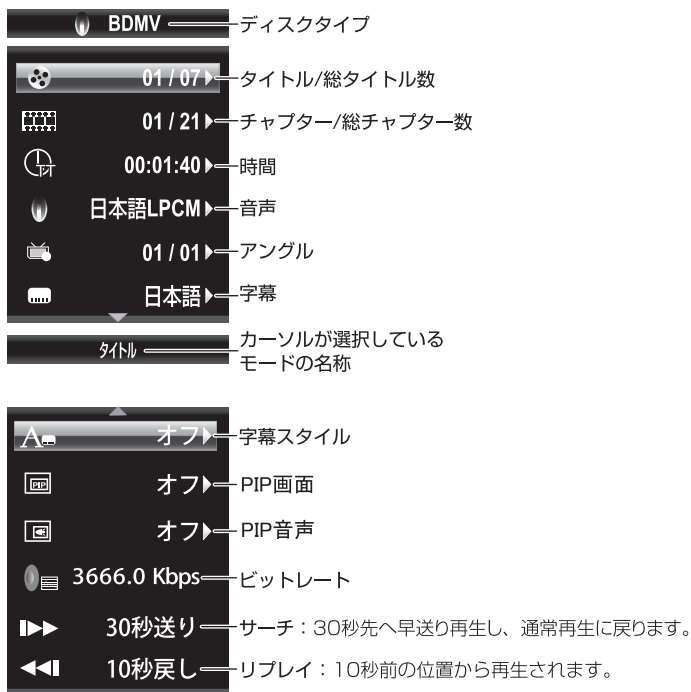 BDMV ディスクタイプ
01 / 07 タイトル/総タイトル数
01 / 21 チャプター/総チャプター数
00:01:40 時間
日本語LPCM 音声
01 / 01 アングル
日本語 字幕
タイトル カーソルが選択している
モードの名称
A オフ 字幕スタイル
PIP オフ PIP画面
オフ PIP音声
3666.0 Kbps ビットレート
30秒送り サーチ：30秒先へ早送り再生し、通常再生に戻ります。
10秒戻し リプレイ：10秒前の位置から再生されます。